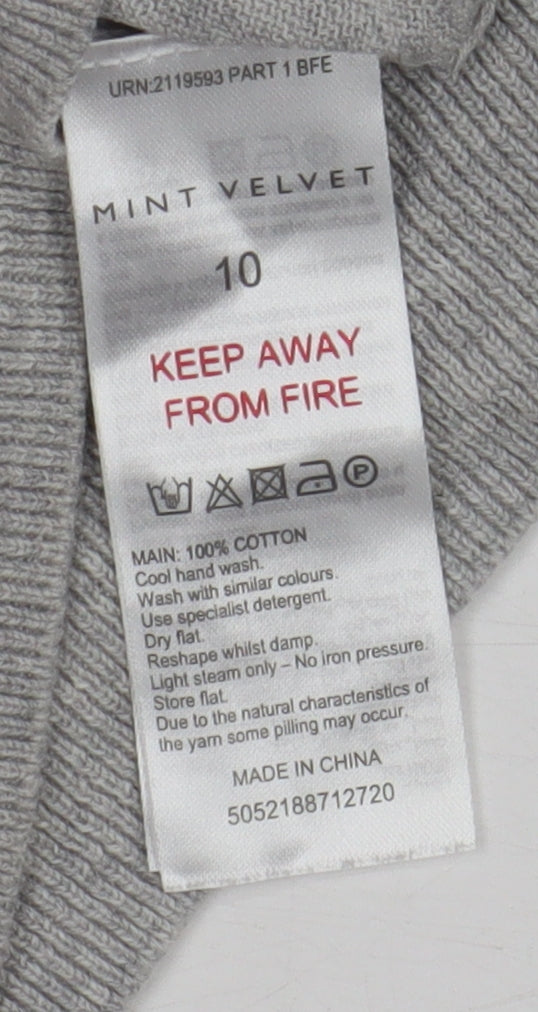 URN:2119593 PART 1 BFE
MINT VELVET
10
KEEP AWAY
FROM FIRE
P
MAIN: 100% COTTON
Cool hand wash.
Wash with similar colours.
Use specialist detergent.
Dry flat.
Reshape whilst damp.
Light steam only – No iron pressure.
Store flat.
Due to the natural characteristics of
the yarn some pilling may occur.
MADE IN CHINA
5052188712720